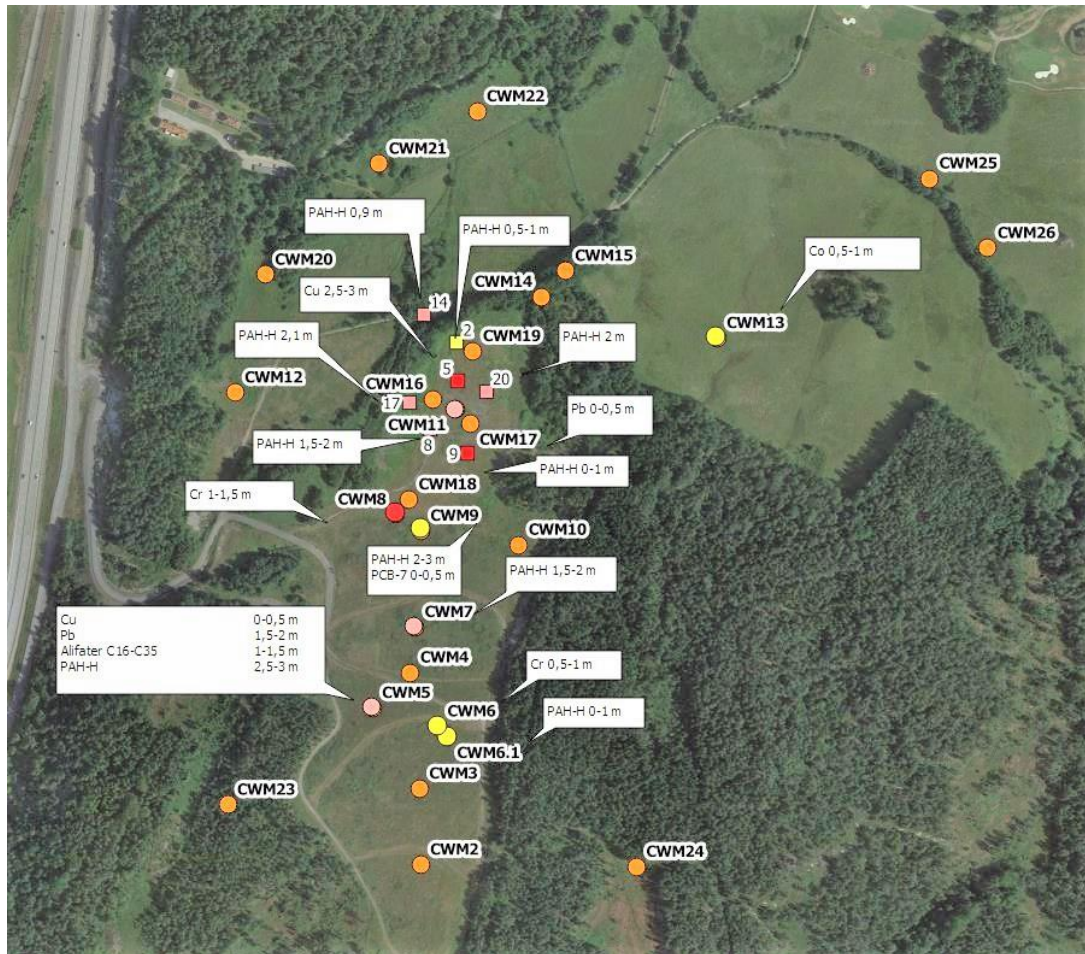 CWM22
CWM21
CWM25
PAH-H 0,9 m
PAH-H 0,5-1 m
CWM26
Co 0,5-1 m
CWM15
CWM20
CWM14
Cu 2,5-3 m
14
CWM13
2
CWM19
PAH-H 2,1 m
PAH-H 2 m
5
20
CWM12
CWM16
17
Pb 0-0,5 m
CWM11
CWM17
PAH-H 1,5-2 m
8
9
PAH-H 0-1 m
CWM18
Cr 1-1,5 m
CWM8
CWM9
CWM10
PAH-H 2-3 m
PCB-7 0-0,5 m
PAH-H 1,5-2 m
CWM7
Cu 0-0,5 m
Pb 1,5-2 m
Alifater C16-C35 1-1,5 m
PAH-H 2,5-3 m
CWM4
Cr 0,5-1 m
CWM5
CWM6
PAH-H 0-1 m
CWM6.1
CWM3
CWM23
CWM2
CWM24